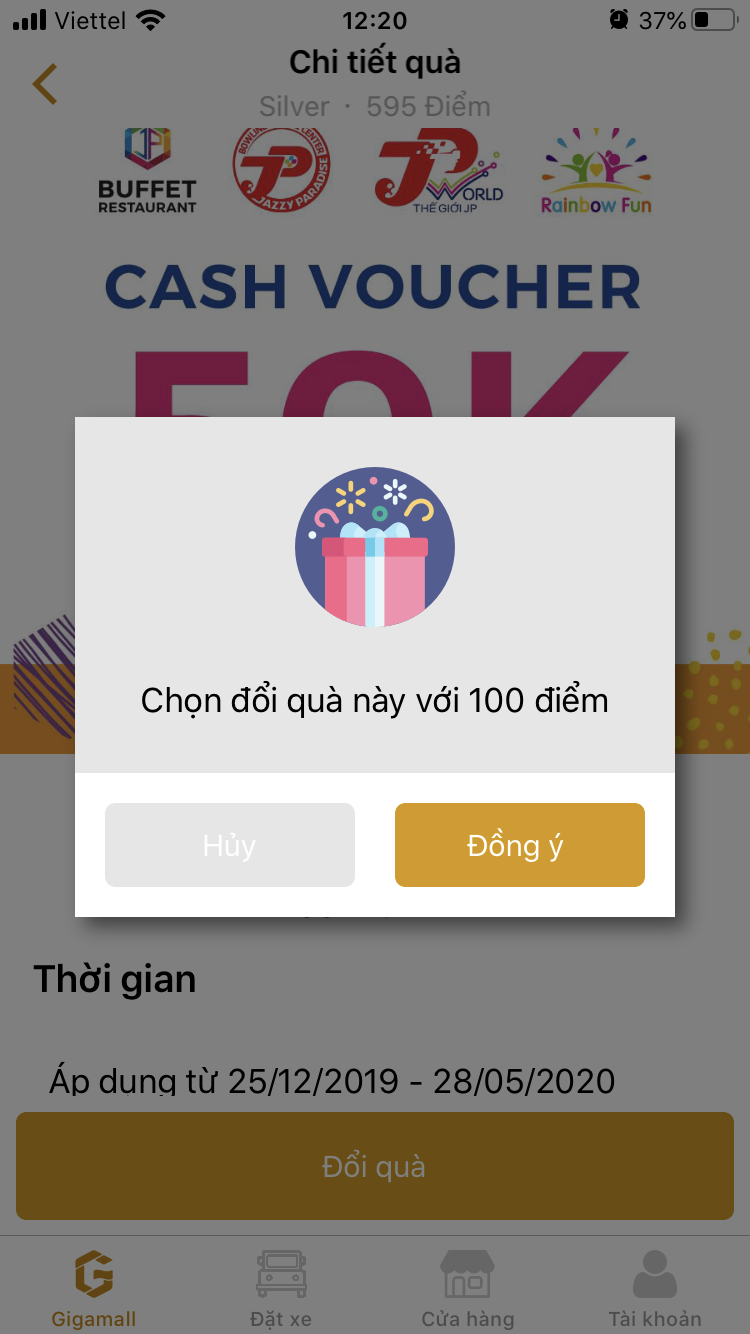 Viettel 12:20 37%
Chi tiết quà
Silver · 595 Điểm
BUFFET
RESTAURANT
BOWLING CENTER
JP
JAZZY PARADISE
JP WORLD
THẾ GIỚI JP
Rainbow Fun
CASH VOUCHER
50K
Chọn đổi quà này với 100 điểm
Hủy
Đồng ý
Thời gian
Áp dụng từ 25/12/2019 - 28/05/2020
Đổi quà
Gigamall
Đặt xe
Cửa hàng
Tài khoản